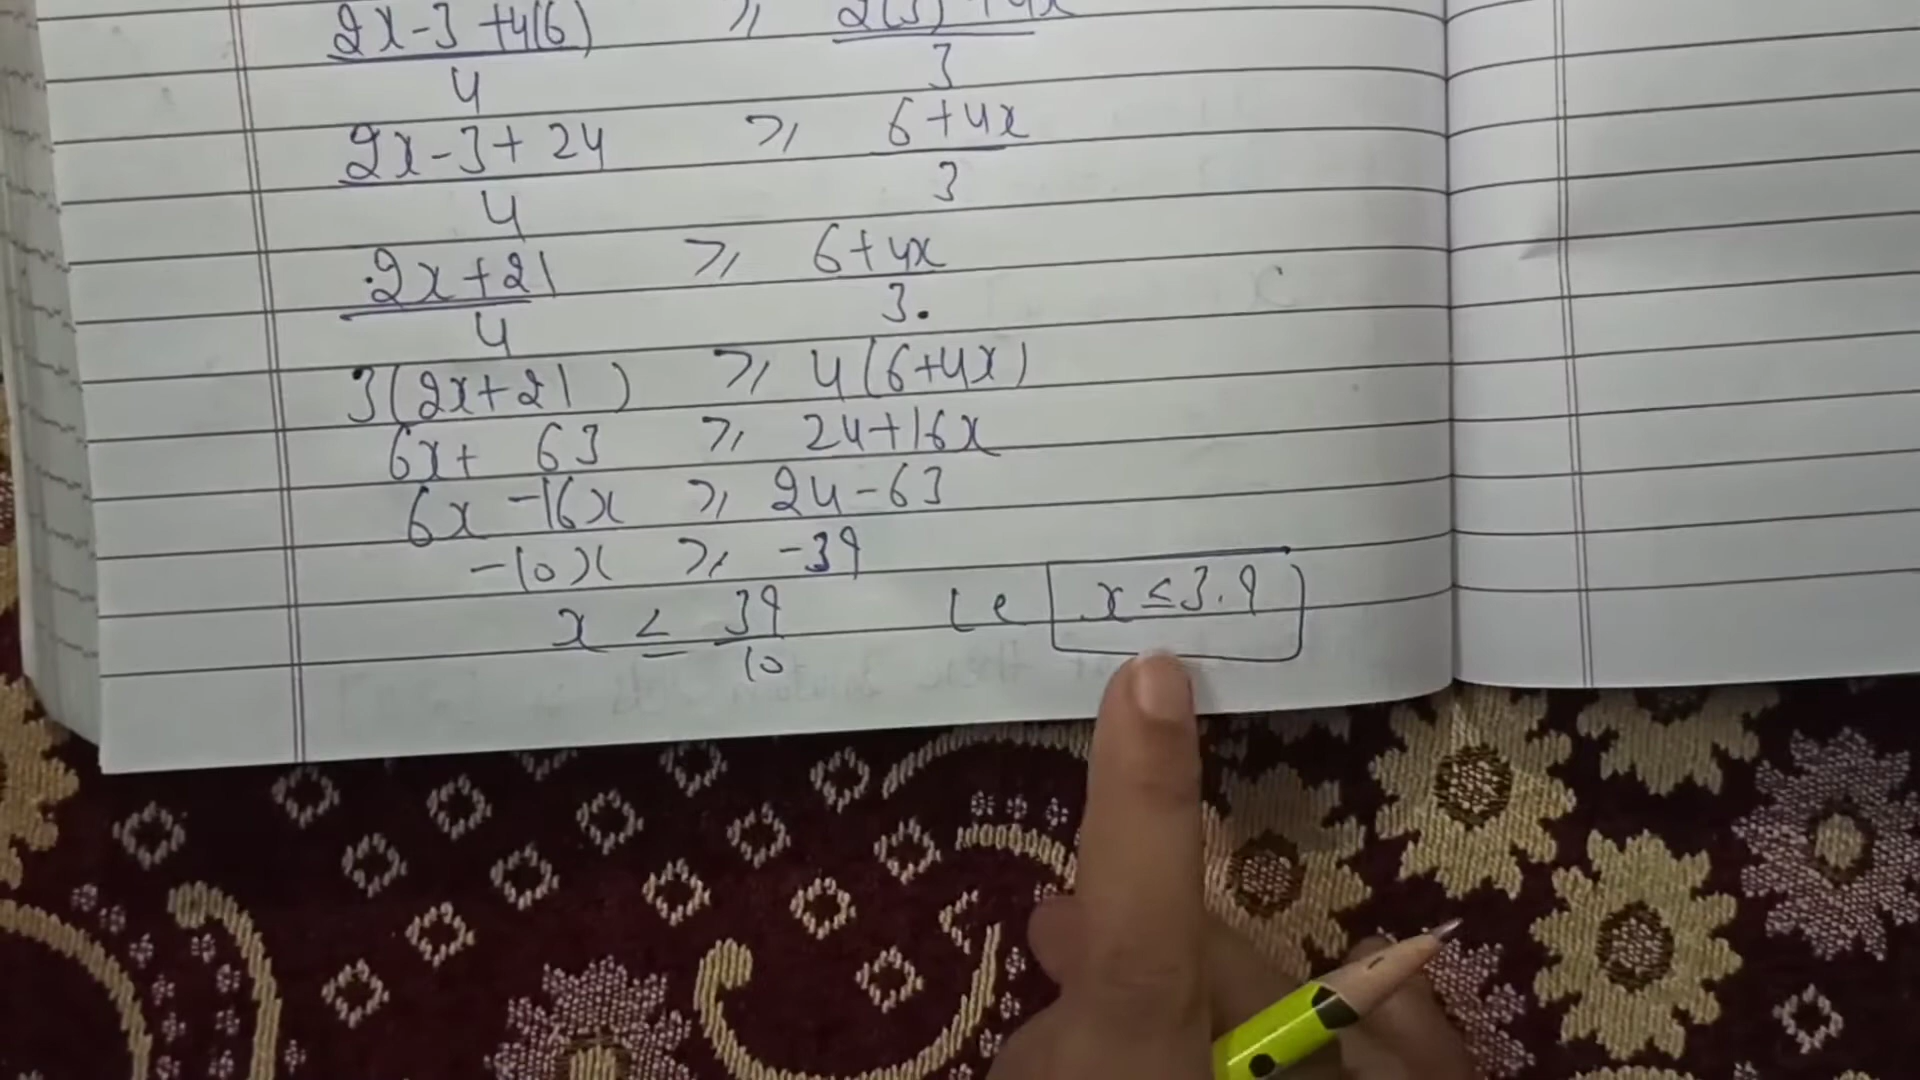 2x-3+4(6) ≥ 2(3)+4x
4 3
2x-3+24 ≥ 6+4x
4 3
2x+21 ≥ 6+4x
4 3.
3(2x+21) ≥ 4(6+4x)
6x+ 63 ≥ 24+16x
6x-16x ≥ 24-63
-10x ≥ -39
x ≤ 39 ie x ≤ 3.9
10